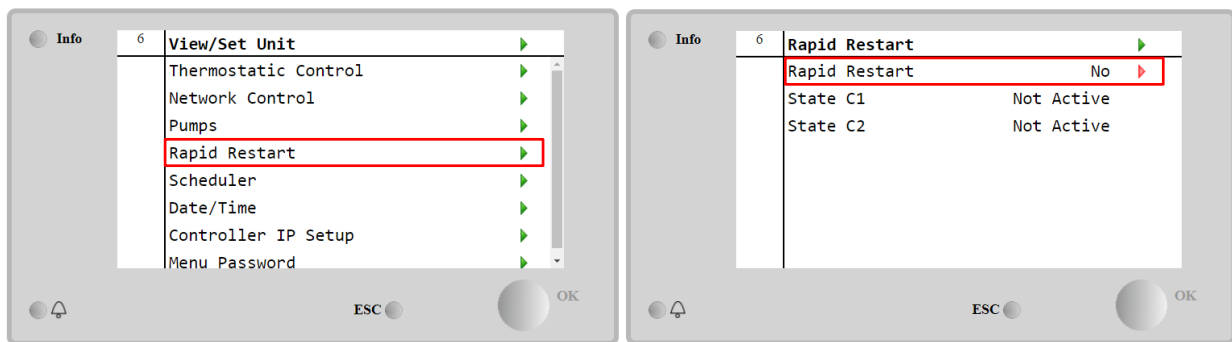 Info
6
View/Set Unit
Thermostatic Control
Network Control
Pumps
Rapid Restart
Scheduler
Date/Time
Controller IP Setup
Menu Password
ESC
OK
Info
6
Rapid Restart
Rapid Restart No
State C1 Not Active
State C2 Not Active
ESC
OK